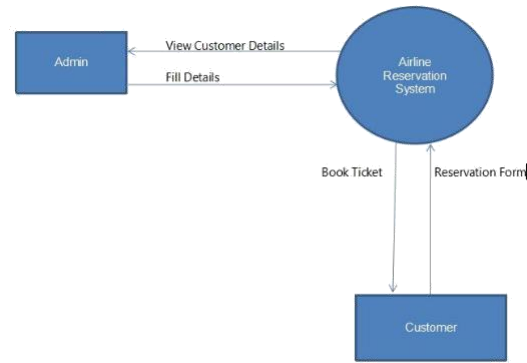 View Customer Details
Admin
Fill Details
Airline
Reservation
System
Book Ticket
Reservation Form
Customer